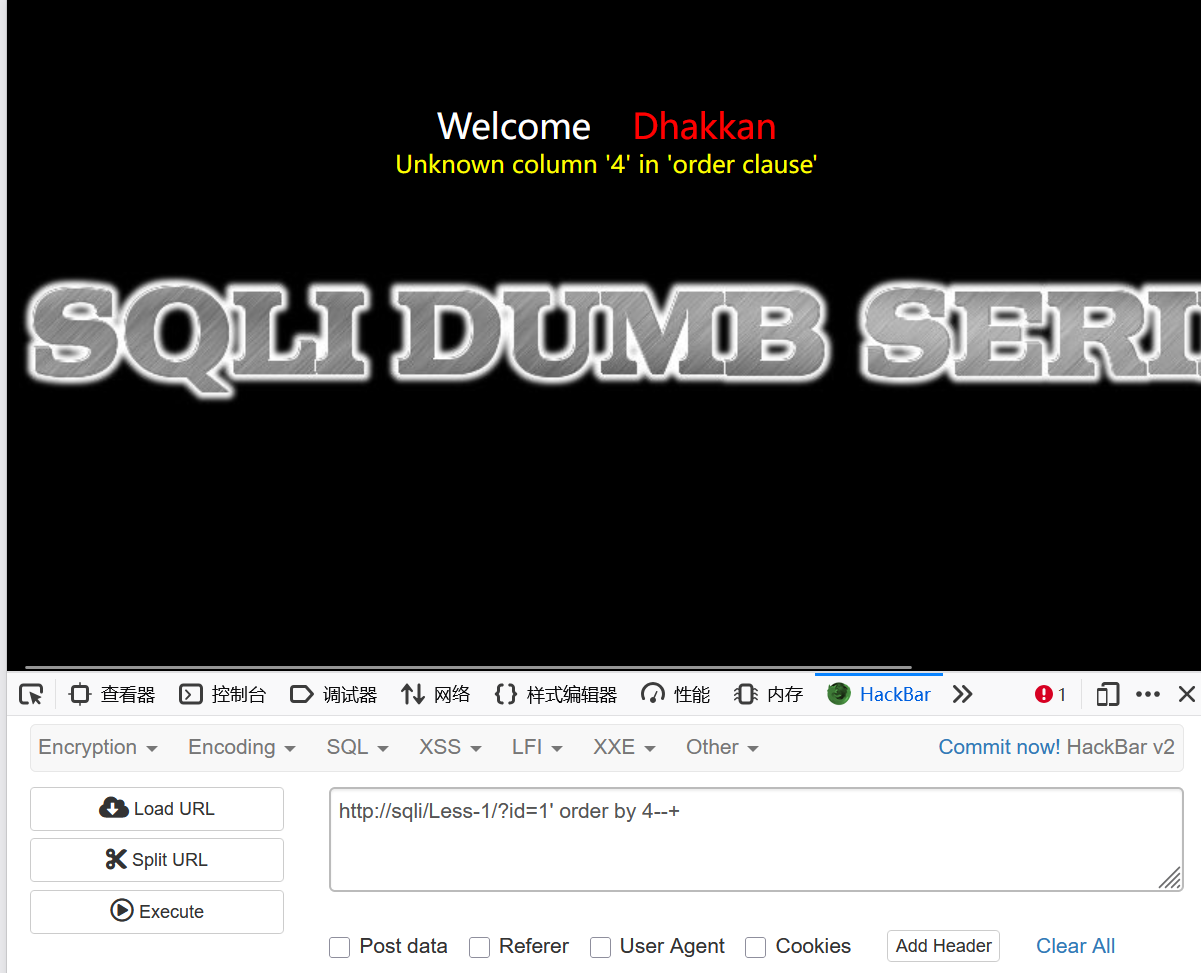 Welcome Dhakkan
Unknown column '4' in 'order clause'
SQLI DUMB SERI
查看器 控制台 调试器 网络 样式编辑器 性能 内存 HackBar 1
Encryption Encoding SQL XSS LFI XXE Other Commit now! HackBar v2
Load URL
http://sqli/Less-1/?id=1' order by 4--+
Split URL
Execute
Post data Referer User Agent Cookies Add Header Clear All